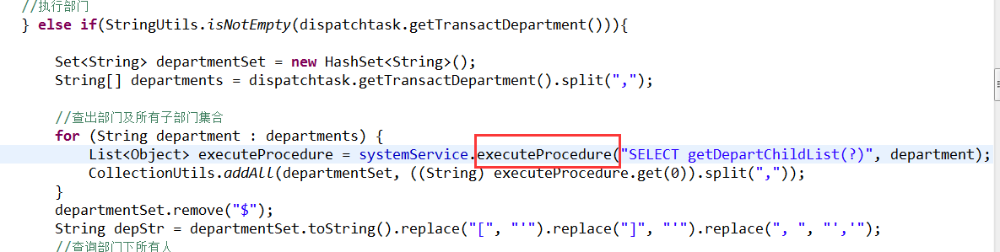 //执行部门
} else if(StringUtils.isNotEmpty(dispatchtask.getTransactDepartment())){
Set<String> departmentSet = new HashSet<String>();
String[] departments = dispatchtask.getTransactDepartment().split(",");
//查出部门及所有子部门集合
for (String department : departments) {
List<Object> executeProcedure = systemService.executeProcedure("SELECT getDepartChildList(?)", department);
CollectionUtils.addAll(departmentSet, ((String) executeProcedure.get(0)).split(","));
}
departmentSet.remove("$");
String depStr = departmentSet.toString().replace("[", "'").replace("]", "'").replace(", ", "','");
//查询部门下所有人